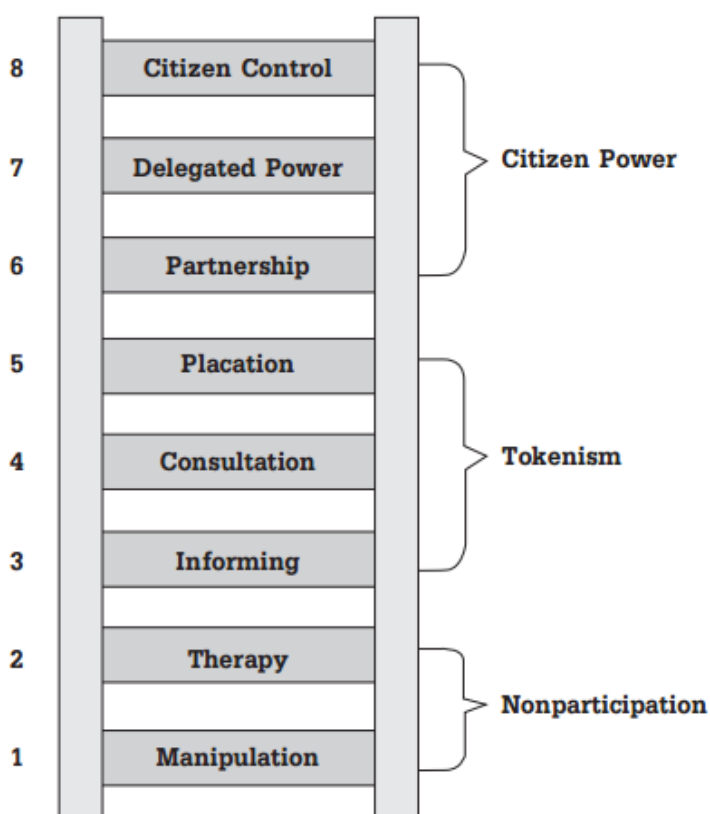 8 Citizen Control
7 Delegated Power
Citizen Power
6 Partnership
5 Placation
4 Consultation
Tokenism
3 Informing
2 Therapy
Nonparticipation
1 Manipulation